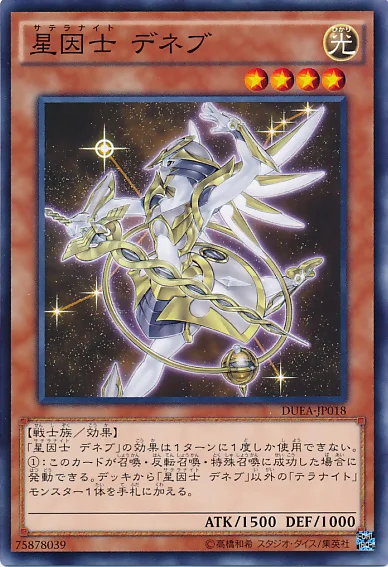 サテラナイト
星因士 デネブ
ひかり
光
DUEA-JP018
【戦士族/効果】
「星因士 デネブ」の効果は1ターンに1度しか使用できない。
①:このカードが召喚・反転召喚・特殊召喚に成功した場合に
発動できる。デッキから「星因士 デネブ」以外の「テラナイト」
モンスター1体を手札に加える。
ATK/1500 DEF/1000
75878039
©高橋和希 スタジオ・ダイス/集英社